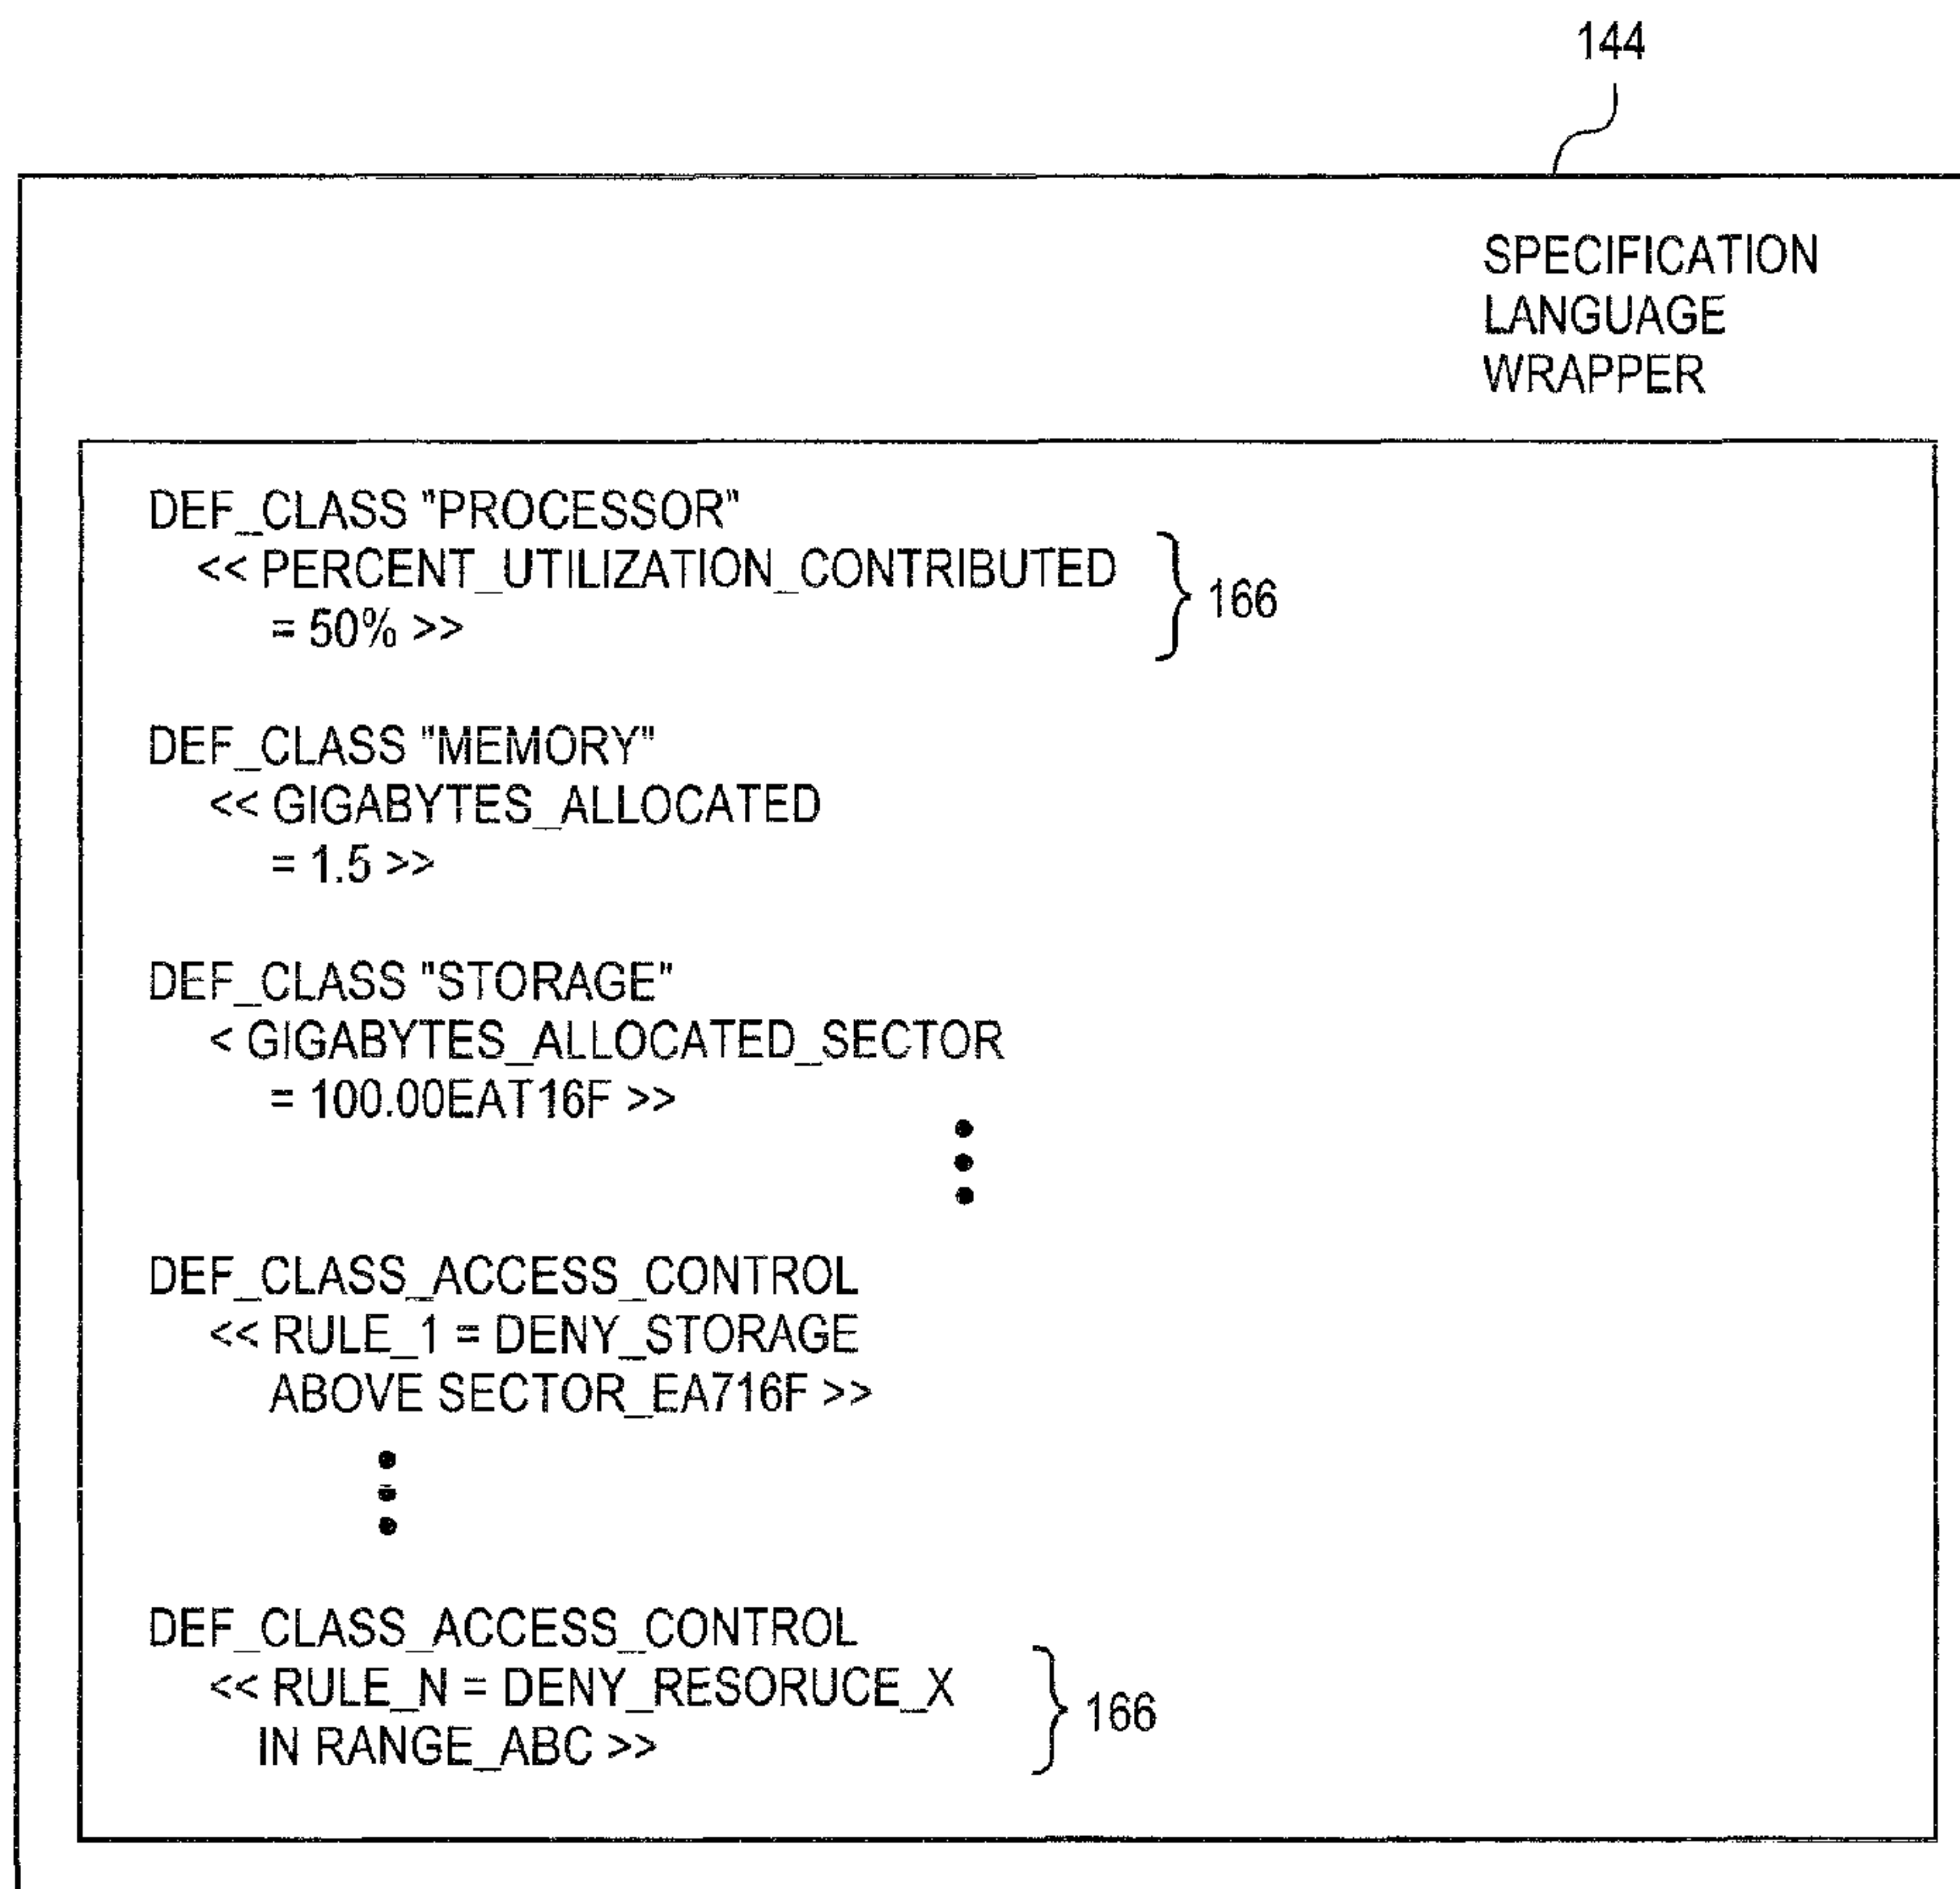 144
SPECIFICATION
LANGUAGE
WRAPPER
DEF_CLASS "PROCESSOR"
<< PERCENT_UTILIZATION_CONTRIBUTED
= 50% >>
166
DEF_CLASS "MEMORY"
<< GIGABYTES_ALLOCATED
= 1.5 >>
DEF_CLASS "STORAGE"
< GIGABYTES_ALLOCATED_SECTOR
= 100.00EAT16F >>
DEF_CLASS_ACCESS_CONTROL
<< RULE_1 = DENY_STORAGE
ABOVE SECTOR_EA716F >>
DEF_CLASS_ACCESS_CONTROL
<< RULE_N = DENY_RESORUCE_X
IN RANGE_ABC >>
166